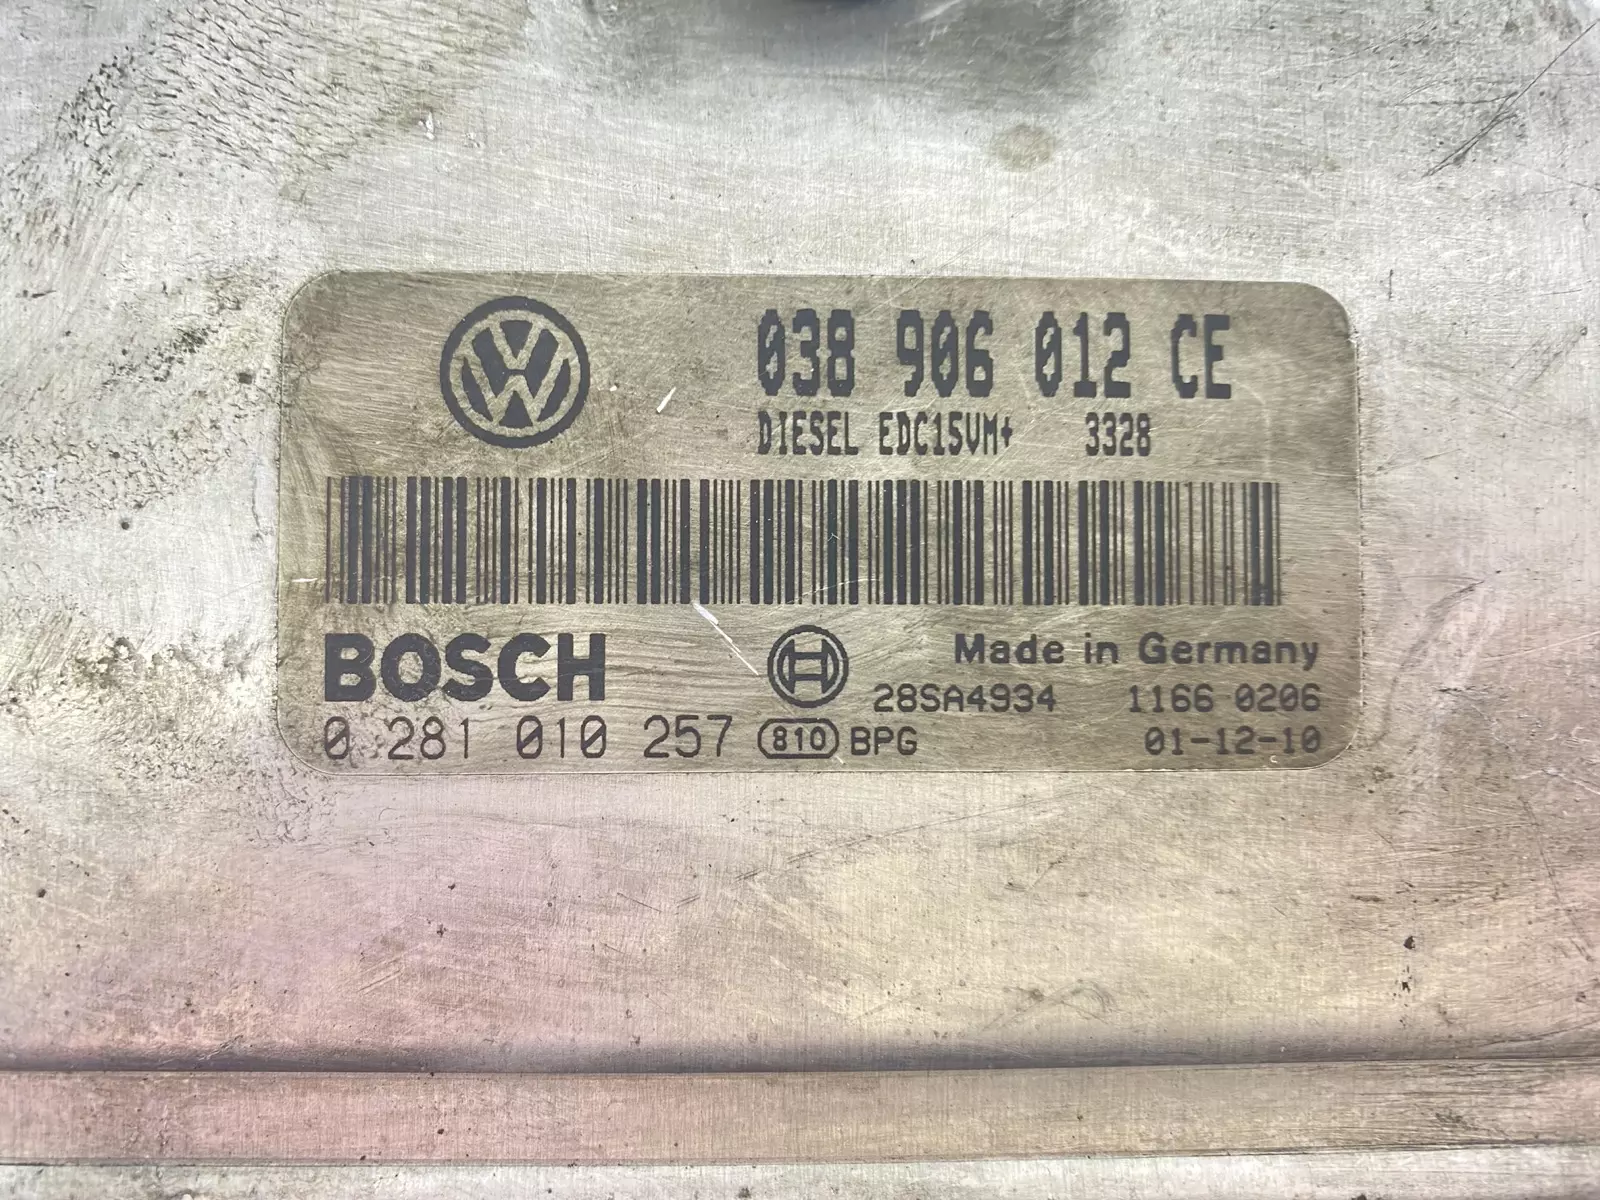 038 906 012 CE
DIESEL EDC15VM+ 3328
BOSCH
Made in Germany
28SA4934 1166 0206
0 281 010 257 810 BPG 01-12-10